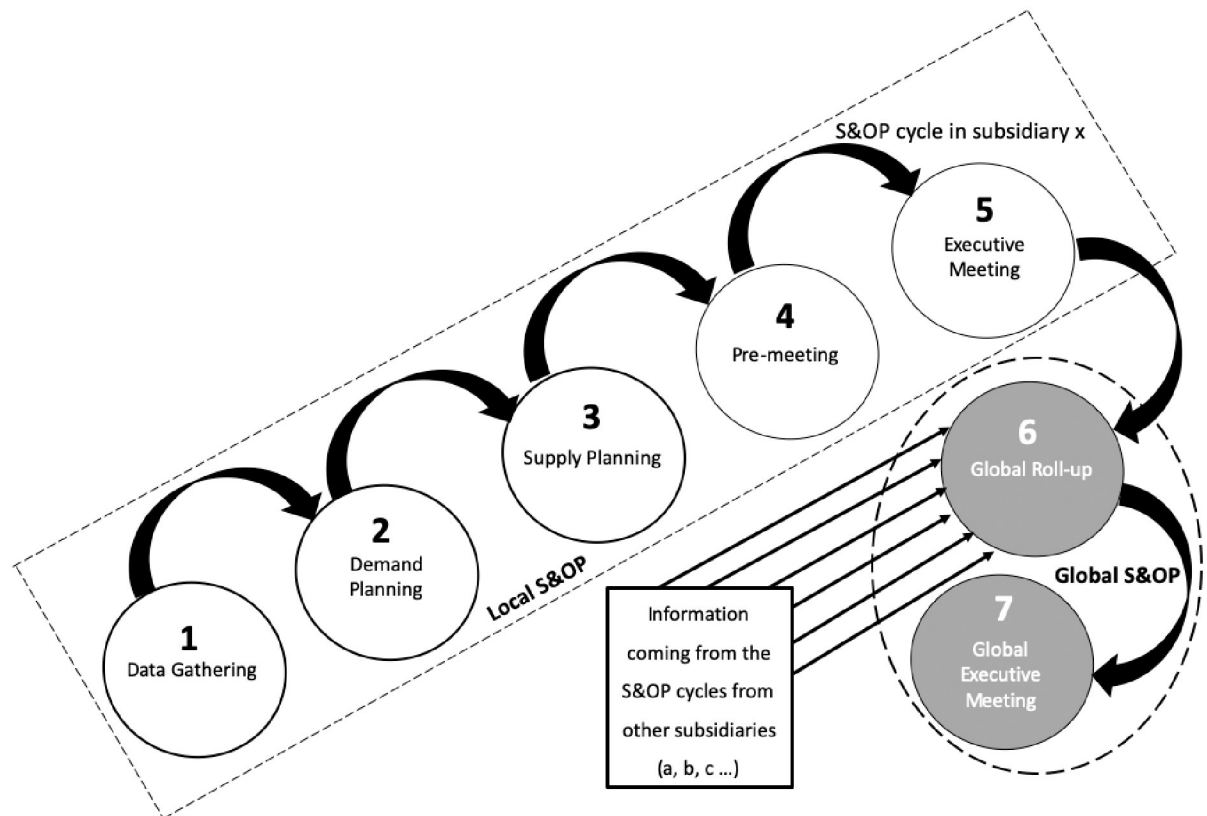 S&OP cycle in subsidiary x
5
Executive
Meeting
4
Pre-meeting
3
Supply Planning
2
Demand
Planning
1
Data Gathering
Local S&OP
6
Global Roll-up
Global S&OP
7
Global
Executive
Meeting
Information
coming from the
S&OP cycles from
other subsidiaries
(a, b, c ...)